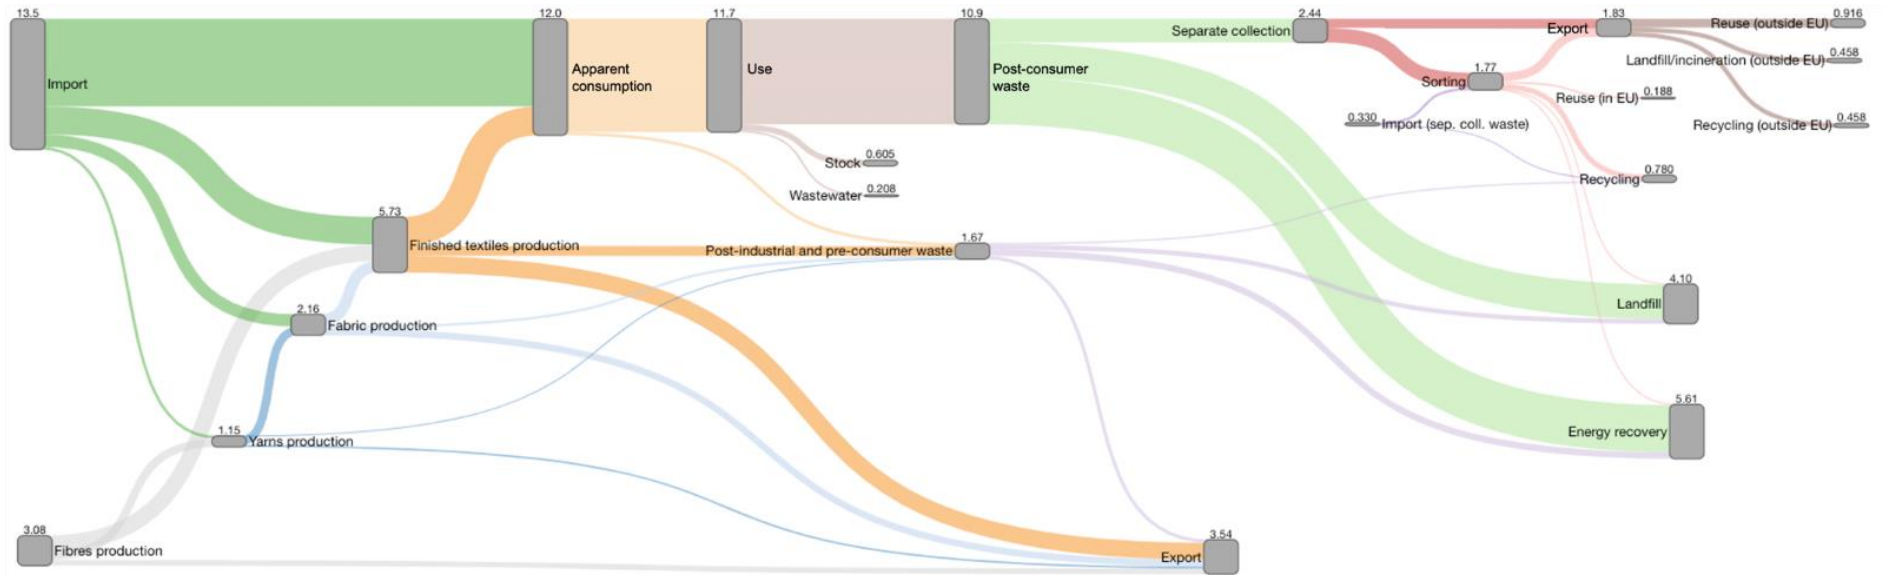 13.5
Import
12.0
Apparent
consumption
11.7
Use
10.9
Post-consumer
waste
Separate collection
2.44
Export
1.83
Reuse (outside EU)
0.916
Landfill/incineration (outside EU)
0.458
Sorting
1.77
Reuse (in EU)
0.188
0.330
Import (sep. coll. waste)
Recycling (outside EU)
0.458
Stock
0.605
Wastewater
0.208
Recycling
0.780
5.73
Finished textiles production
Post-industrial and pre-consumer waste
1.67
2.16
Fabric production
4.10
Landfill
1.15
Yarns production
5.61
Energy recovery
3.08
Fibres production
3.54
Export